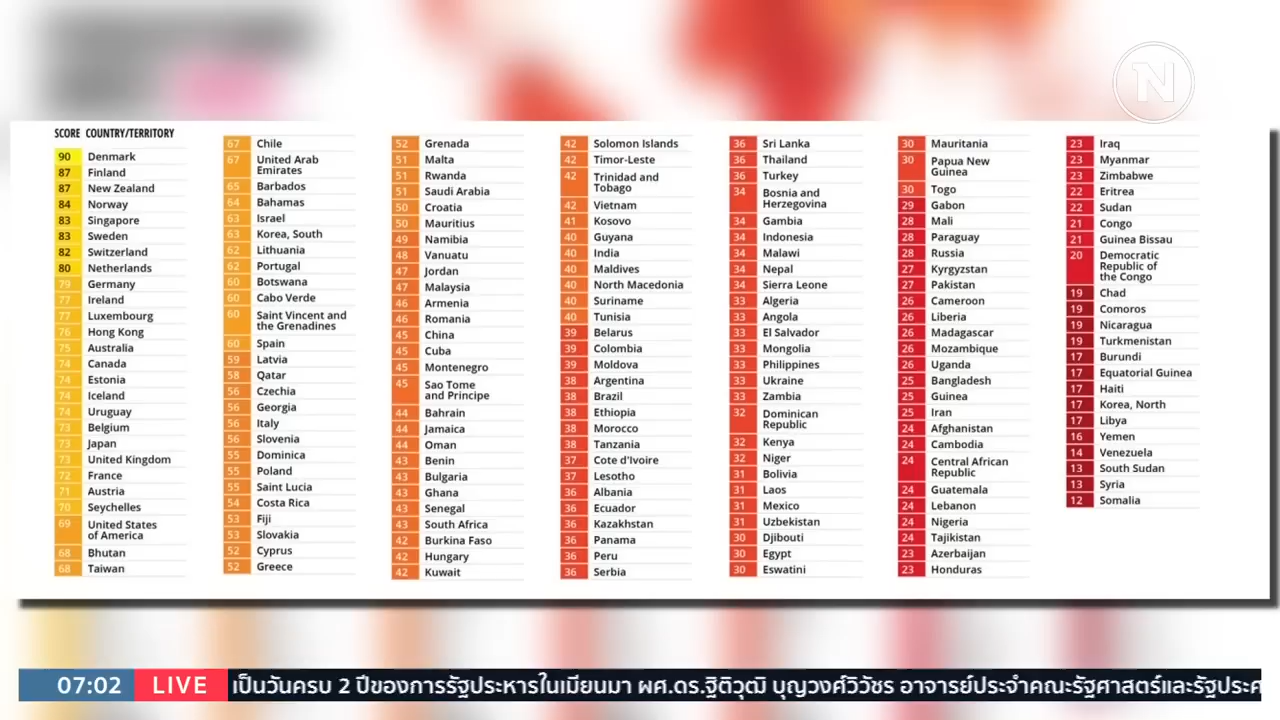 N
SCORE COUNTRY/TERRITORY
90 Denmark
87 Finland
87 New Zealand
84 Norway
83 Singapore
83 Sweden
82 Switzerland
80 Netherlands
79 Germany
77 Ireland
77 Luxembourg
76 Hong Kong
75 Australia
74 Canada
74 Estonia
74 Iceland
74 Uruguay
73 Belgium
73 Japan
73 United Kingdom
72 France
71 Austria
70 Seychelles
69 United States
of America
68 Bhutan
68 Taiwan
67 Chile
67 United Arab
Emirates
65 Barbados
64 Bahamas
63 Israel
63 Korea, South
62 Lithuania
62 Portugal
60 Botswana
60 Cabo Verde
60 Saint Vincent and
the Grenadines
60 Spain
59 Latvia
58 Qatar
56 Czechia
56 Georgia
56 Italy
56 Slovenia
55 Dominica
55 Poland
55 Saint Lucia
54 Costa Rica
53 Fiji
53 Slovakia
52 Cyprus
52 Greece
52 Grenada
51 Malta
51 Rwanda
51 Saudi Arabia
50 Croatia
50 Mauritius
49 Namibia
48 Vanuatu
47 Jordan
47 Malaysia
46 Armenia
46 Romania
45 China
45 Cuba
45 Montenegro
45 Sao Tome
and Principe
44 Bahrain
44 Jamaica
44 Oman
43 Benin
43 Bulgaria
43 Ghana
43 Senegal
43 South Africa
42 Burkina Faso
42 Hungary
42 Kuwait
42 Solomon Islands
42 Timor-Leste
42 Trinidad and
Tobago
42 Vietnam
41 Kosovo
40 Guyana
40 India
40 Maldives
40 North Macedonia
40 Suriname
40 Tunisia
39 Belarus
39 Colombia
39 Moldova
38 Argentina
38 Brazil
38 Ethiopia
38 Morocco
38 Tanzania
37 Cote d'Ivoire
37 Lesotho
36 Albania
36 Ecuador
36 Kazakhstan
36 Panama
36 Peru
36 Serbia
36 Sri Lanka
36 Thailand
36 Turkey
34 Bosnia and
Herzegovina
34 Gambia
34 Indonesia
34 Malawi
34 Nepal
34 Sierra Leone
33 Algeria
33 Angola
33 El Salvador
33 Mongolia
33 Philippines
33 Ukraine
33 Zambia
32 Dominican
Republic
32 Kenya
32 Niger
31 Bolivia
31 Laos
31 Mexico
31 Uzbekistan
30 Djibouti
30 Egypt
30 Eswatini
30 Mauritania
30 Papua New
Guinea
30 Togo
29 Gabon
28 Mali
28 Paraguay
28 Russia
27 Kyrgyzstan
27 Pakistan
26 Cameroon
26 Liberia
26 Madagascar
26 Mozambique
26 Uganda
25 Bangladesh
25 Guinea
25 Iran
24 Afghanistan
24 Cambodia
24 Central African
Republic
24 Guatemala
24 Lebanon
24 Nigeria
24 Tajikistan
23 Azerbaijan
23 Honduras
23 Iraq
23 Myanmar
23 Zimbabwe
22 Eritrea
22 Sudan
21 Congo
21 Guinea Bissau
20 Democratic
Republic of
the Congo
19 Chad
19 Comoros
19 Nicaragua
19 Turkmenistan
17 Burundi
17 Equatorial Guinea
17 Haiti
17 Korea, North
17 Libya
16 Yemen
14 Venezuela
13 South Sudan
13 Syria
12 Somalia
07:02 LIVE เป็นวันครบ 2 ปีของการรัฐประหารในเมียนมา ผศ.ดร.ฐิติวุฒิ บุญวงศ์วิวัชร อาจารย์ประจำคณะรัฐศาสตร์และรัฐประศ